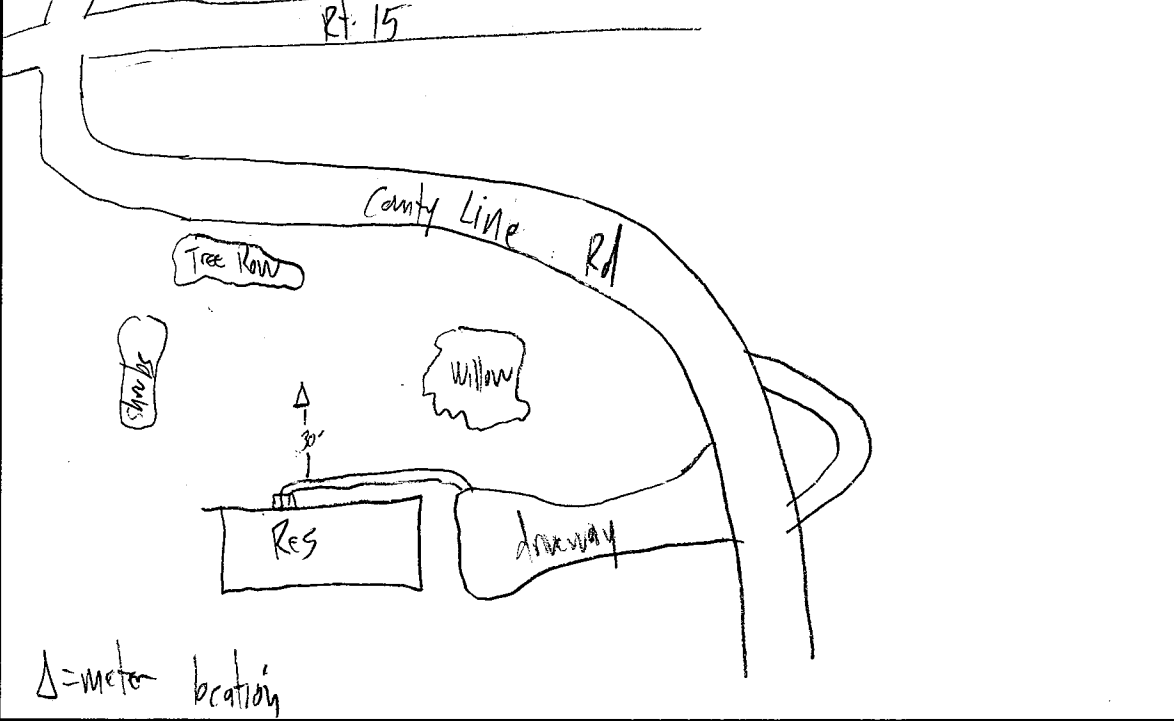 Rt. 15
County Line Rd
Tree Row
Shrubs
Willow
30'
Res
driveway
Δ = meter location